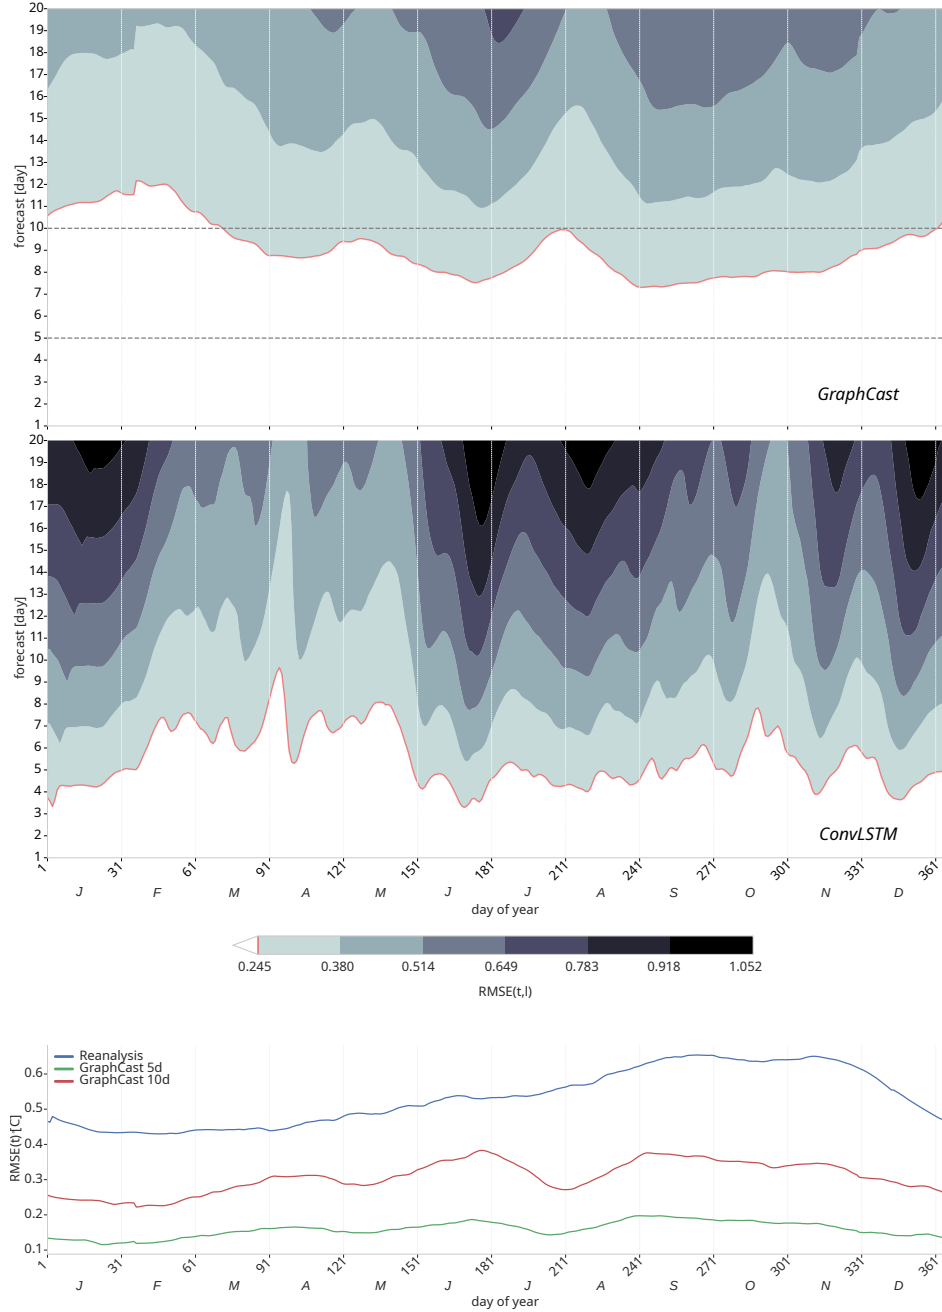 20
19
18
17
16
15
14
13
12
11
10
9
8
7
6
5
4
3
2
1
forecast [day]
GraphCast
20
19
18
17
16
15
14
13
12
11
10
9
8
7
6
5
4
3
2
1
forecast [day]
ConvLSTM
1 31 61 91 121 151 181 211 241 271 301 331 361
J F M A M J J A S O N D
day of year
0.245 0.380 0.514 0.649 0.783 0.918 1.052
RMSE(t,l)
Reanalysis
GraphCast 5d
GraphCast 10d
0.6
0.5
0.4
0.3
0.2
0.1
RMSE(t) [C]
1 31 61 91 121 151 181 211 241 271 301 331 361
J F M A M J J A S O N D
day of year